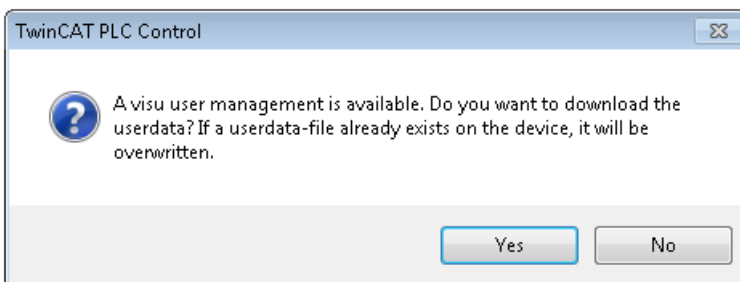 TwinCAT PLC Control
A visu user management is available. Do you want to download the
userdata? If a userdata-file already exists on the device, it will be
overwritten.
Yes
No